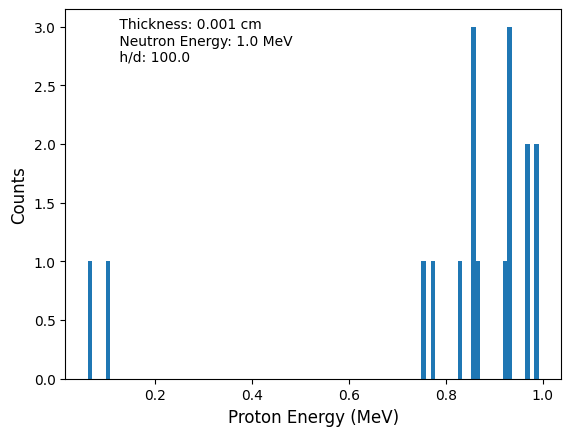 Thickness: 0.001 cm
Neutron Energy: 1.0 MeV
h/d: 100.0
3.0
2.5
2.0
1.5
1.0
0.5
0.0
Counts
0.2
0.4
0.6
0.8
1.0
Proton Energy (MeV)